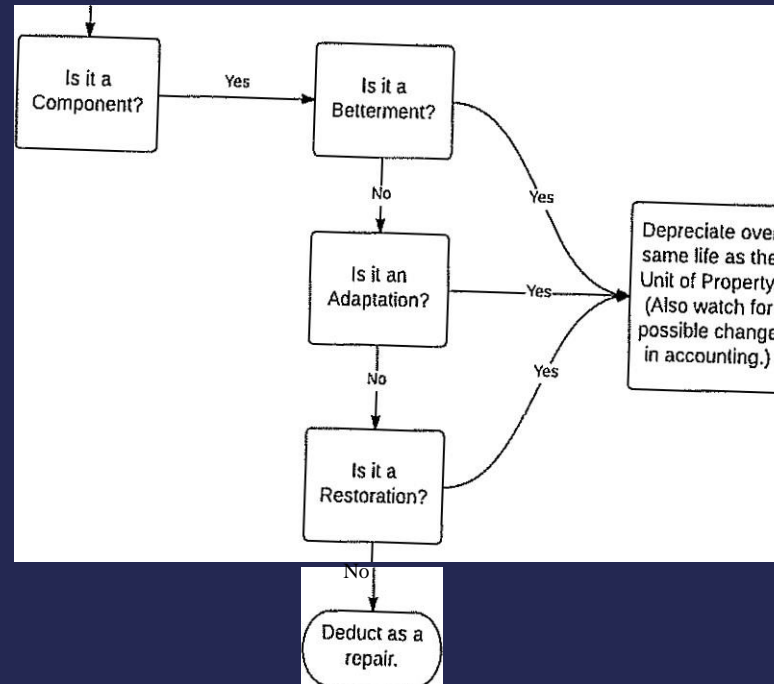 Is it a
Component?
Yes
Is it a
Betterment?
Yes
No
Is it an
Adaptation?
Yes
No
Is it a
Restoration?
Yes
No
Deduct as a
repair.
Depreciate over
same life as the
Unit of Property
(Also watch for
possible change
in accounting.)